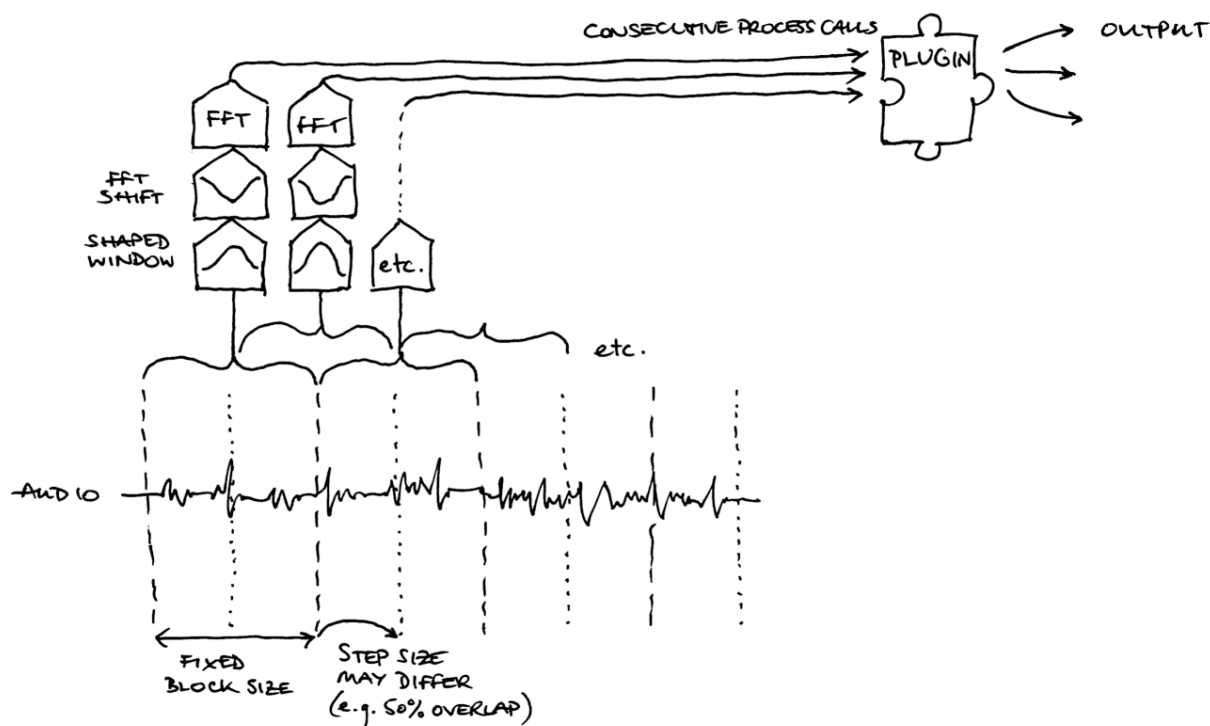 CONSECUTIVE PROCESS CALLS
PLUGIN
OUTPUT
FFT
FFT
FFT
SHIFT
SHAPED
WINDOW
etc.
etc.
AUDIO
FIXED
BLOCK SIZE
STEP SIZE
MAY DIFFER
(e.g. 50% OVERLAP)